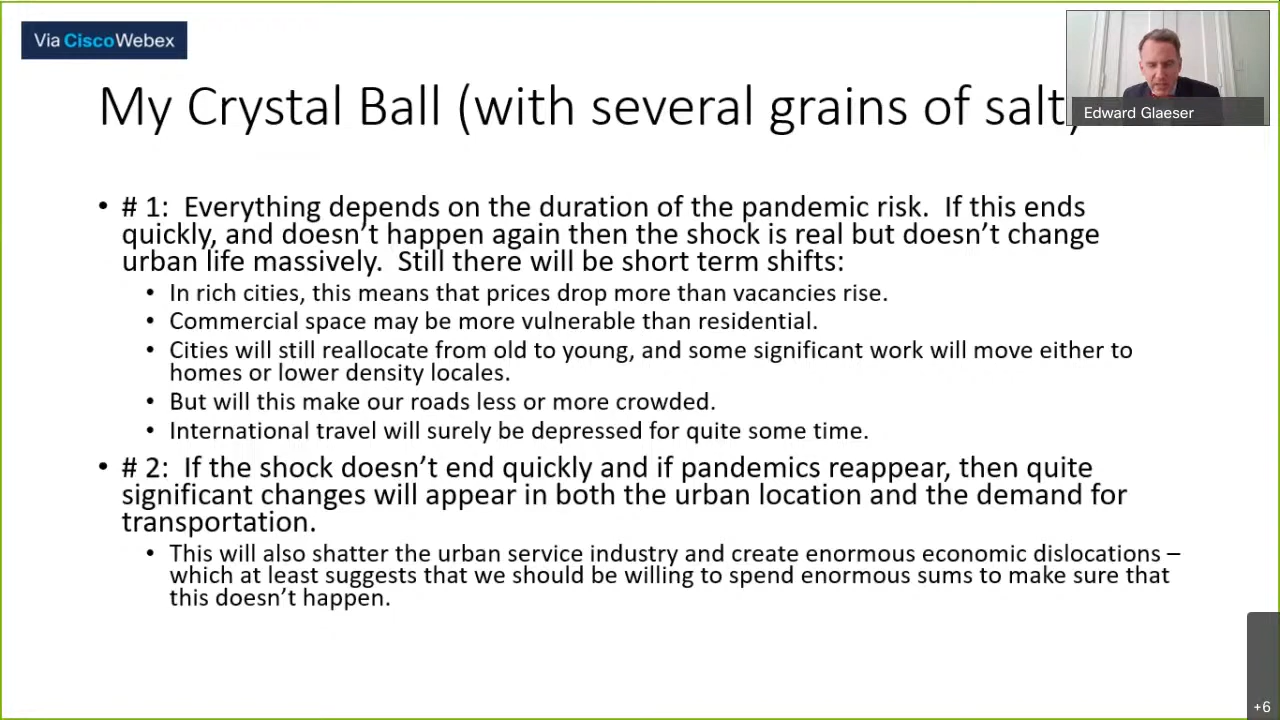 Via Cisco Webex
My Crystal Ball (with several grains of salt)
Edward Glaeser
• # 1:  Everything depends on the duration of the pandemic risk.  If this ends
quickly, and doesn’t happen again then the shock is real but doesn’t change
urban life massively.  Still there will be short term shifts:
• In rich cities, this means that prices drop more than vacancies rise.
• Commercial space may be more vulnerable than residential.
• Cities will still reallocate from old to young, and some significant work will move either to
homes or lower density locales.
• But will this make our roads less or more crowded.
• International travel will surely be depressed for quite some time.
• # 2:  If the shock doesn’t end quickly and if pandemics reappear, then quite
significant changes will appear in both the urban location and the demand for
transportation.
• This will also shatter the urban service industry and create enormous economic dislocations –
which at least suggests that we should be willing to spend enormous sums to make sure that
this doesn’t happen.
+6